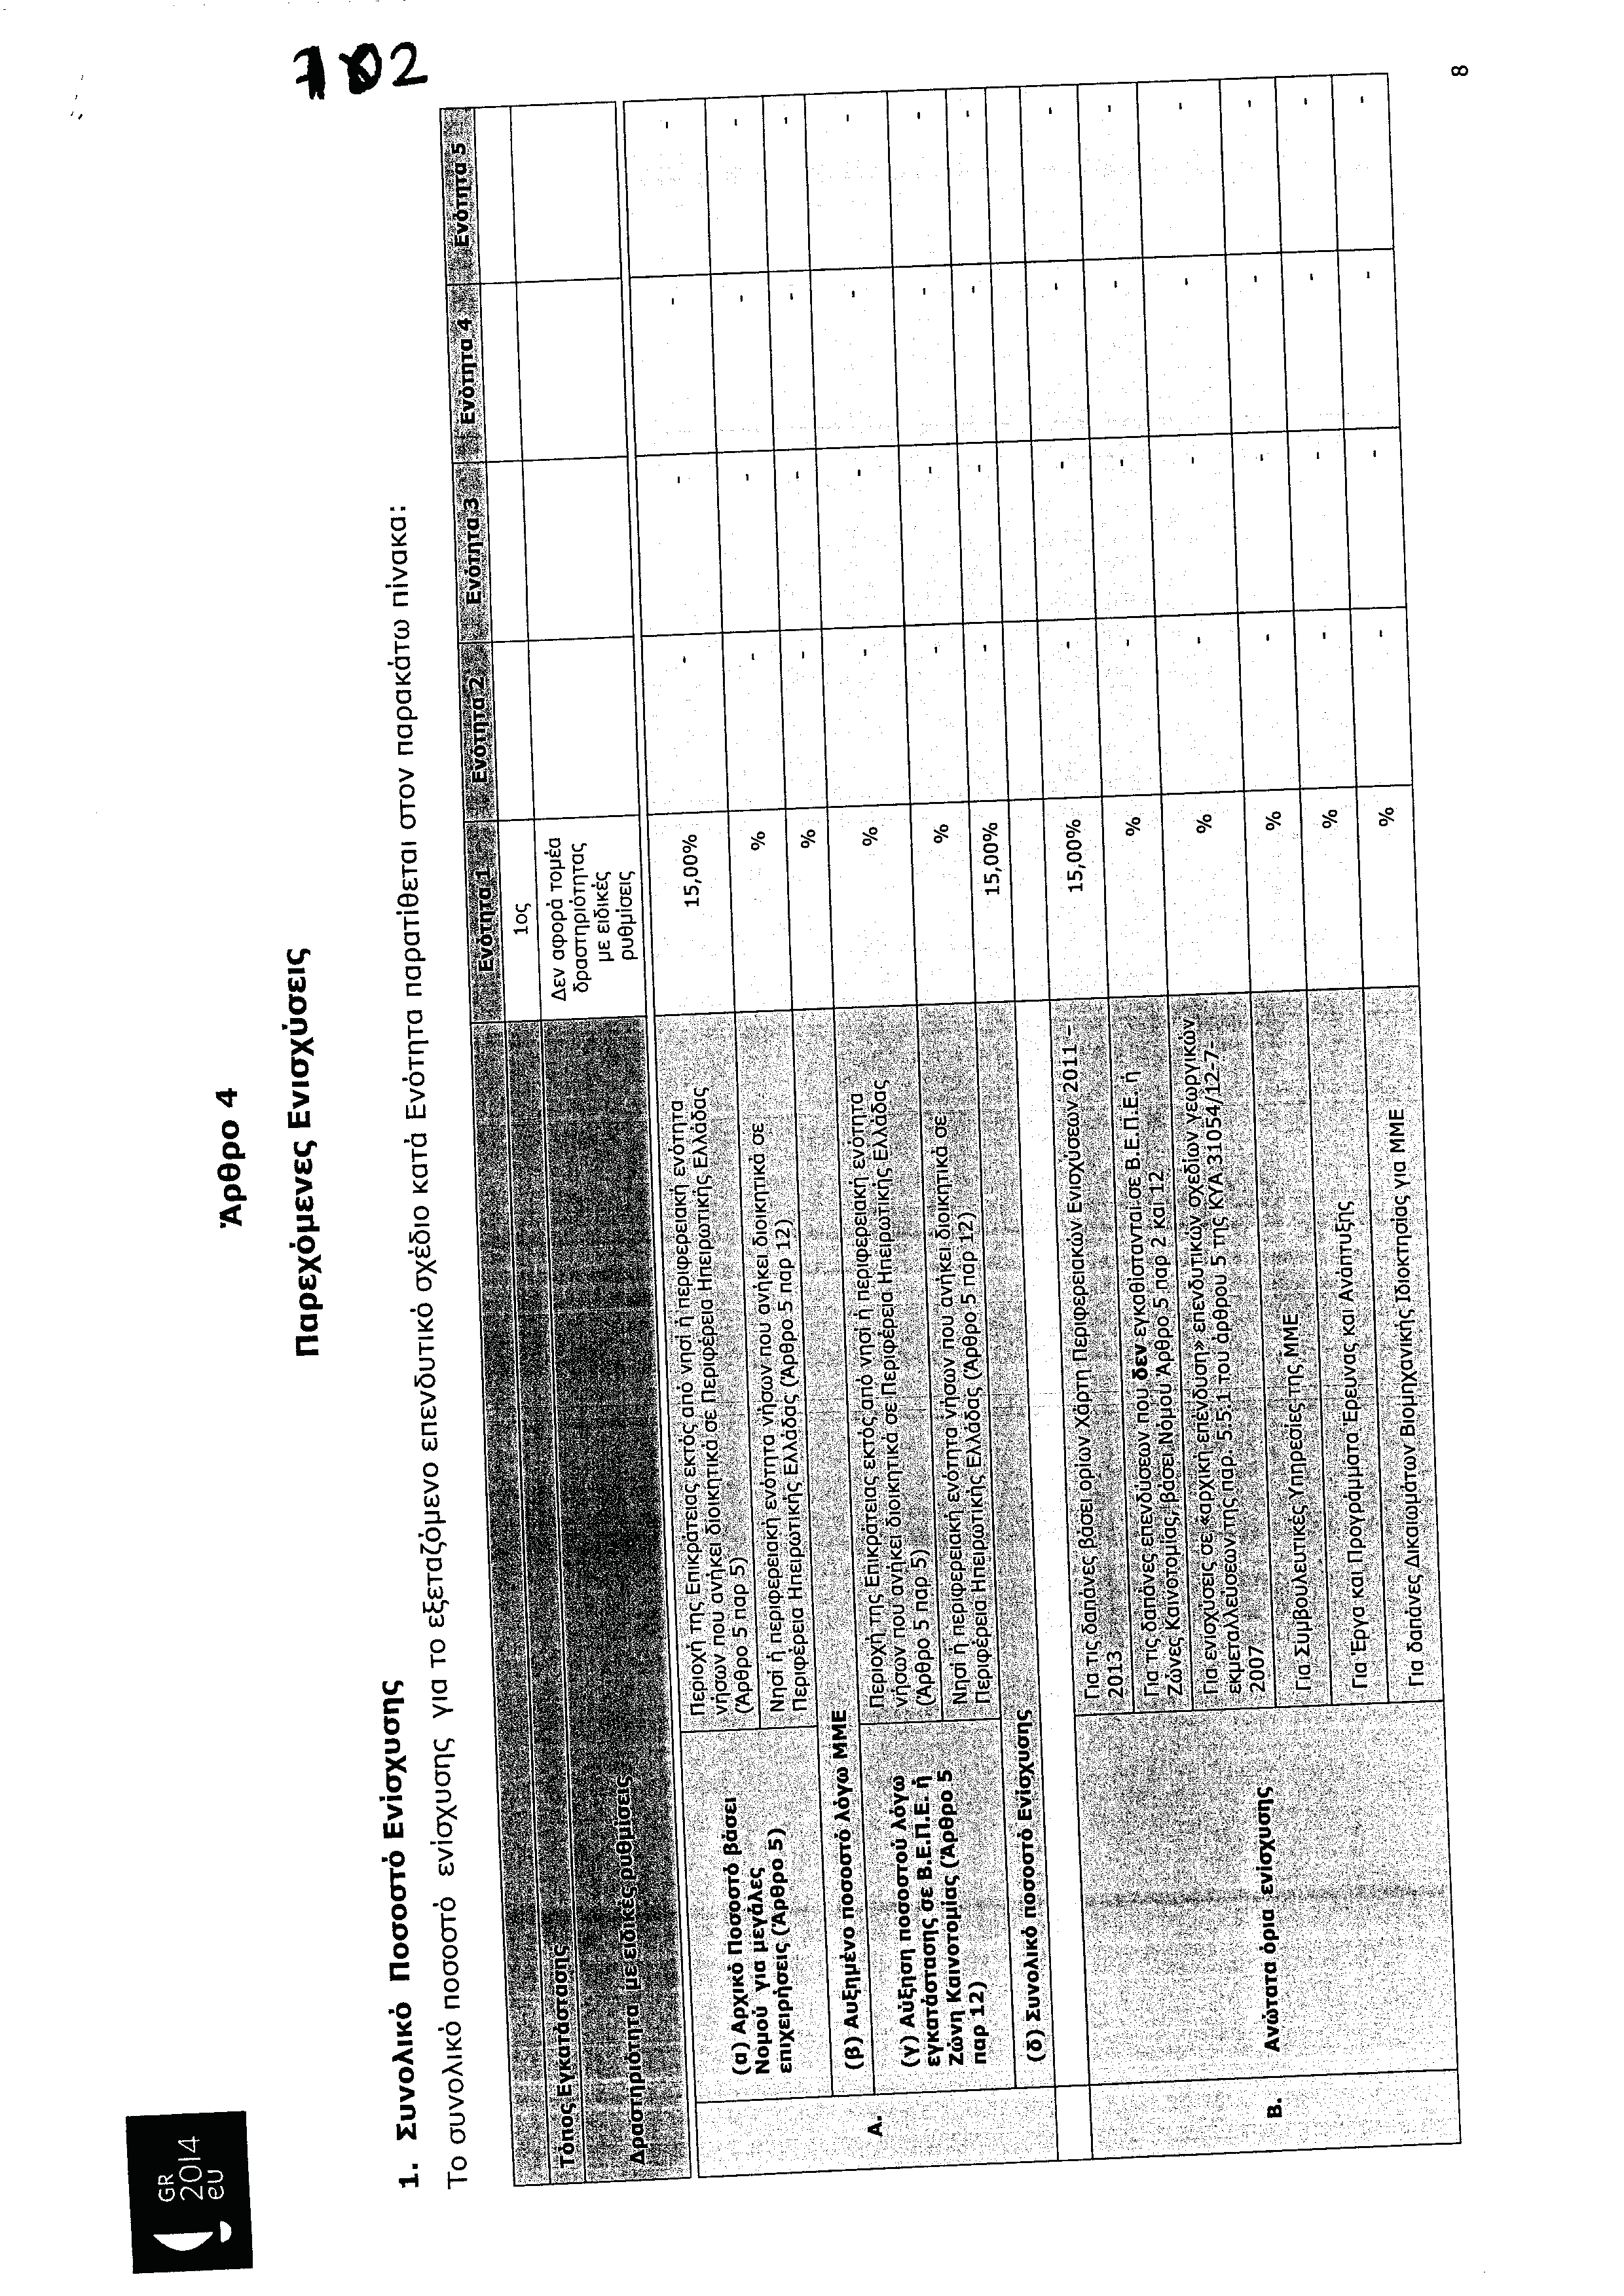 GR
2014
eu
102
Άρθρο 4
Παρεχόμενες Ενισχύσεις
1. Συνολικό Ποσοστό Ενίσχυσης
Το συνολικό ποσοστό ενίσχυσης για το εξεταζόμενο επενδυτικό σχέδιο κατά Ενότητα παρατίθεται στον παρακάτω πίνακα:
Ενότητα 1 Ενότητα 2 Ενότητα 3 Ενότητα 4 Ενότητα 5
Τόπος Εγκατάστασης 1ος
Δραστηριότητα με ειδικές ρυθμίσεις
Δεν αφορά τομέα
δραστηριότητας
με ειδικές
ρυθμίσεις
Α.
(α) Αρχικό Ποσοστό βάσει
Νομού για μεγάλες
επιχειρήσεις (Άρθρο 5)
Περιοχή της Επικράτειας εκτός από νησί ή περιφερειακή ενότητα
νήσων που ανήκει διοικητικά σε Περιφέρεια Ηπειρωτικής Ελλάδας
(Άρθρο 5 παρ 5)
15,00% - - - -
Νησί ή περιφερειακή ενότητα νήσων που ανήκει διοικητικά σε
Περιφέρεια Ηπειρωτικής Ελλάδας (Άρθρο 5 παρ 12)
% - - - -
(β) Αυξημένο ποσοστό λόγω ΜΜΕ % - - - -
(γ) Αύξηση ποσοστού λόγω
εγκατάστασης σε Β.Ε.Π.Ε. ή
Ζώνη Καινοτομίας (Άρθρο 5
παρ 12)
Περιοχή της Επικράτειας εκτός από νησί ή περιφερειακή ενότητα
νήσων που ανήκει διοικητικά σε Περιφέρεια Ηπειρωτικής Ελλάδας
(Άρθρο 5 παρ 5)
% - - - -
Νησί ή περιφερειακή ενότητα νήσων που ανήκει διοικητικά σε
Περιφέρεια Ηπειρωτικής Ελλάδας (Άρθρο 5 παρ 12)
% - - - -
(δ) Συνολικό ποσοστό Ενίσχυσης 15,00% - - - -
Β.
Ανώτατα όρια ενίσχυσης
Για τις δαπάνες βάσει ορίων Χάρτη Περιφερειακών Ενισχύσεων 2011 –
2013
15,00% - - - -
Για τις δαπάνες επενδύσεων που δεν εγκαθίστανται σε Β.Ε.Π.Ε. ή
Ζώνες Καινοτομίας, βάσει Νόμου Άρθρο 5 παρ 2 και 12
% - - - -
Για ενισχύσεις σε «αρχική επένδυση» επενδυτικών σχεδίων γεωργικών
εκμεταλλεύσεων της παρ. 5.5.1 του άρθρου 5 της ΚΥΑ 31054/12-7-
2007
% - - - -
Για Συμβουλευτικές Υπηρεσίες της ΜΜΕ % - - - -
Για Έργα και Προγράμματα Έρευνας και Ανάπτυξης % - - - -
Για δαπάνες Δικαιωμάτων Βιομηχανικής Ιδιοκτησίας για ΜΜΕ % - - - -
8